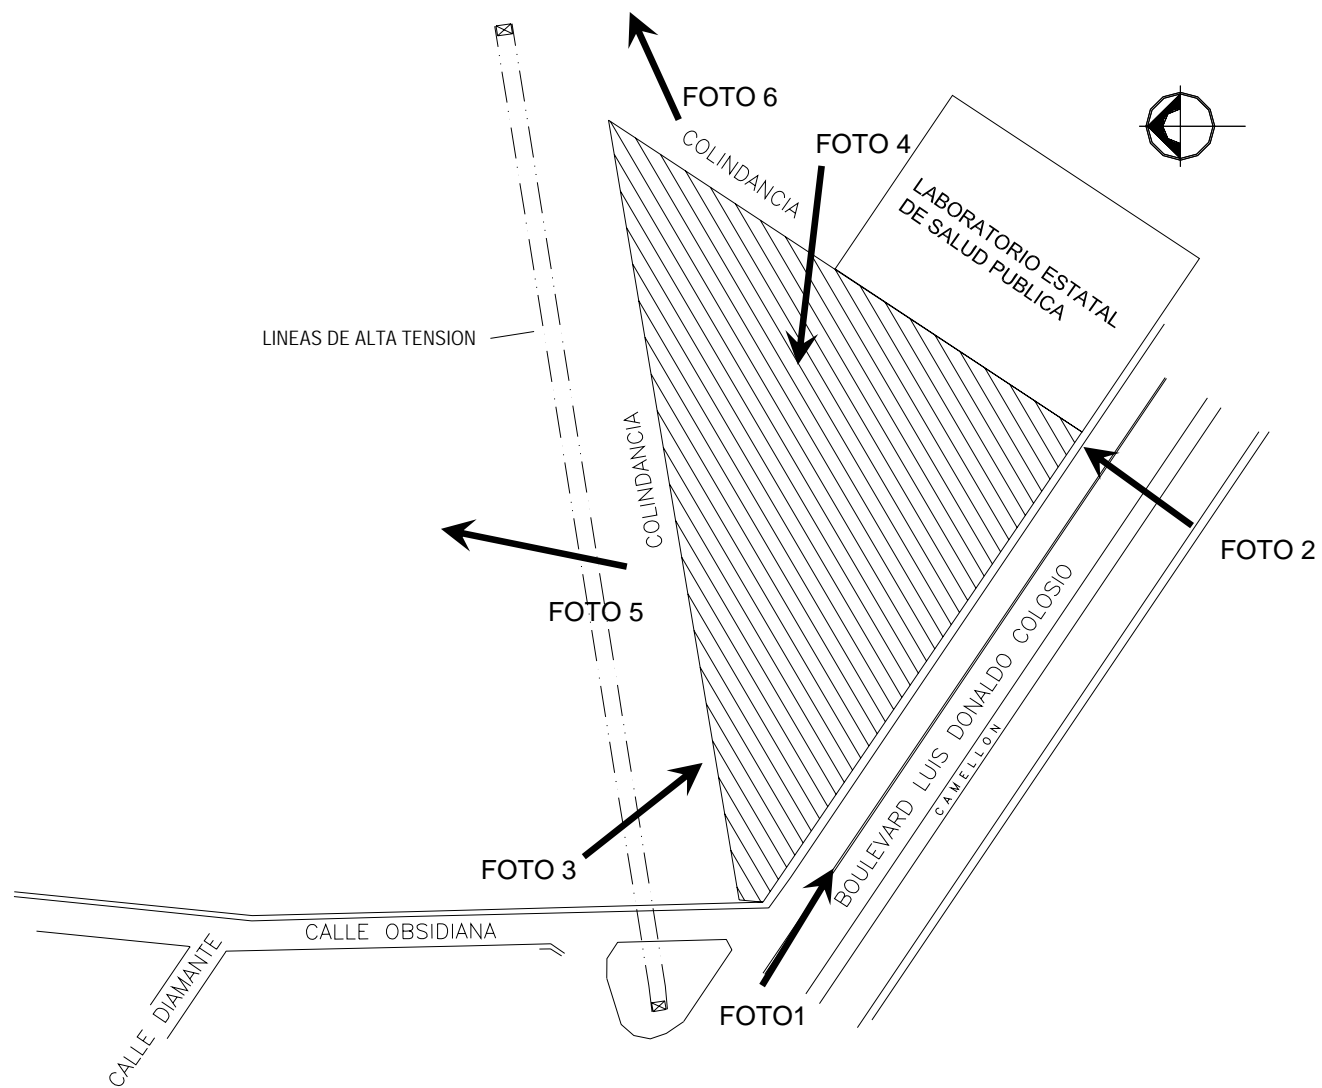 FOTO 6
COLINDANCIA
FOTO 4
LABORATORIO ESTATAL
DE SALUD PUBLICA
LINEAS DE ALTA TENSION
COLINDANCIA
FOTO 2
FOTO 5
BOULEVARD LUIS DONALDO COLOSIO
CAMELLON
FOTO 3
CALLE OBSIDIANA
CALLE DIAMANTE
FOTO1